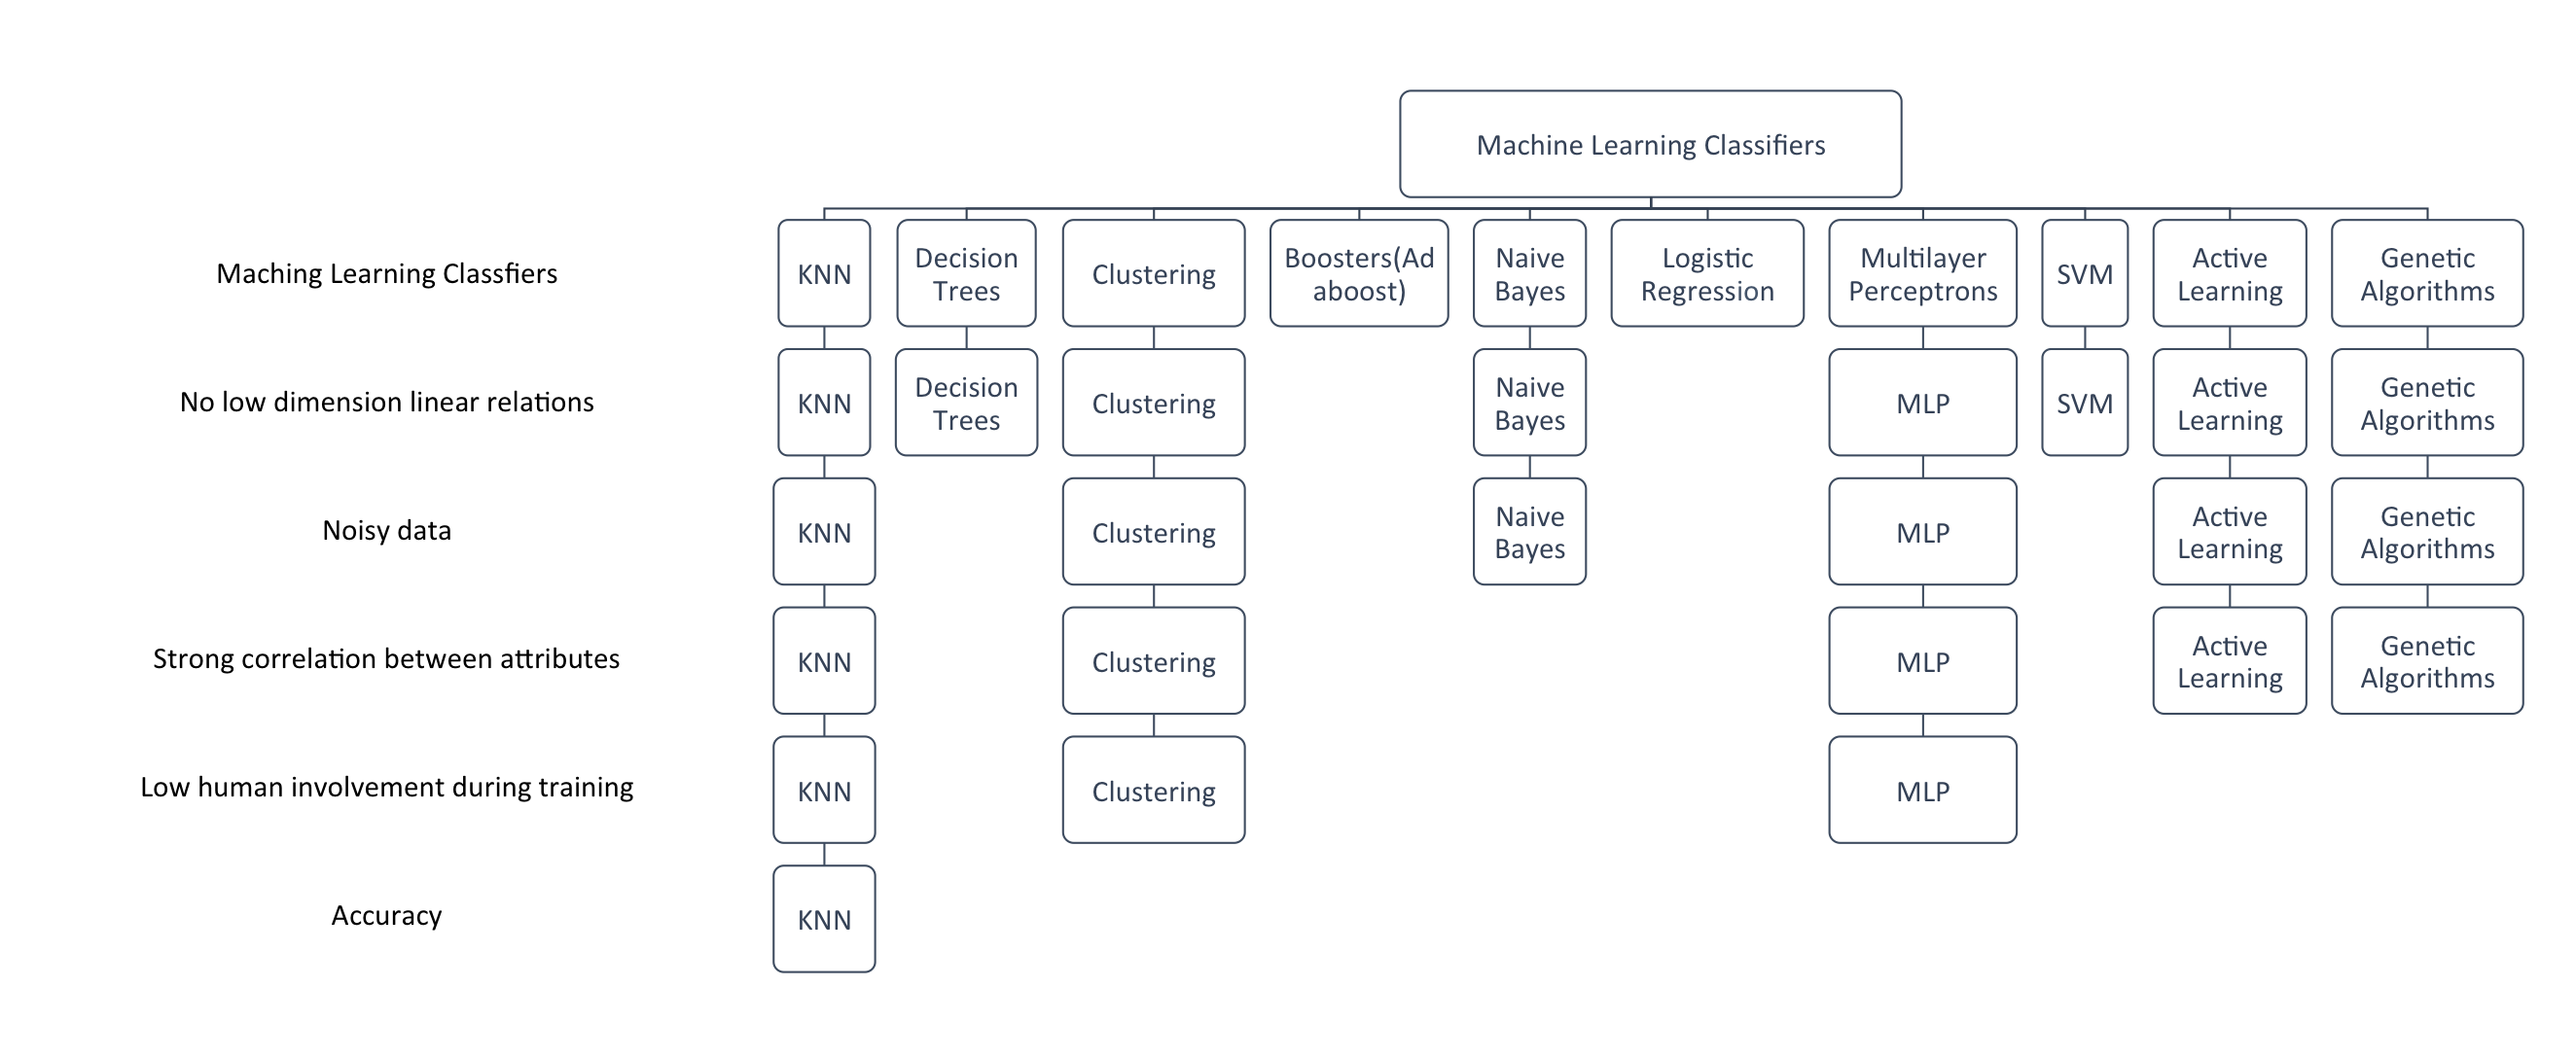 Machine Learning Classifiers
Maching Learning Classfiers
KNN
Decision
Trees
Clustering
Boosters(Ad
aboost)
Naive
Bayes
Logistic
Regression
Multilayer
Perceptrons
SVM
Active
Learning
Genetic
Algorithms
No low dimension linear relations
KNN
Decision
Trees
Clustering
Naive
Bayes
MLP
SVM
Active
Learning
Genetic
Algorithms
Noisy data
KNN
Clustering
Naive
Bayes
MLP
Active
Learning
Genetic
Algorithms
Strong correlation between attributes
KNN
Clustering
MLP
Active
Learning
Genetic
Algorithms
Low human involvement during training
KNN
Clustering
MLP
Accuracy
KNN